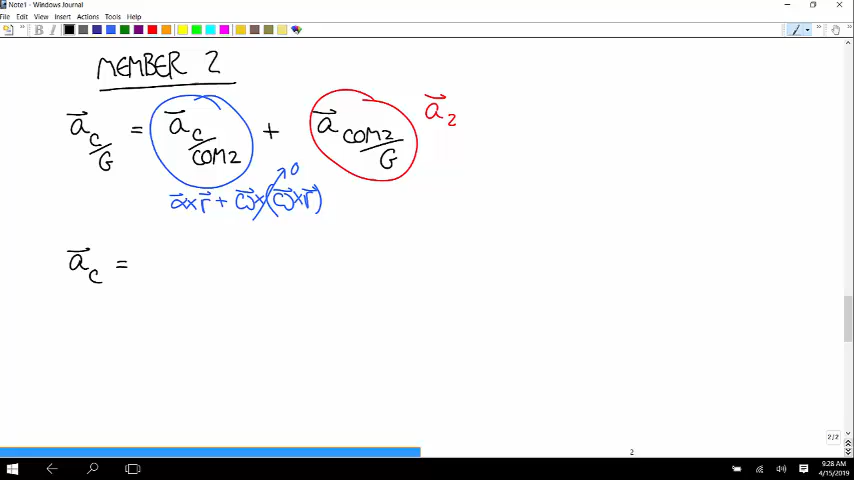 Note1 - Windows Journal
File Edit View Insert Actions Tools Help
MEMBER 2
a⃗ C/G = a⃗ C/COM2 + a⃗ COM2/G a⃗₂
α⃗×r⃗ + ω⃗×(ω⃗×r⃗) 0
a⃗c =
2/2
2
9:28 AM
4/15/2019